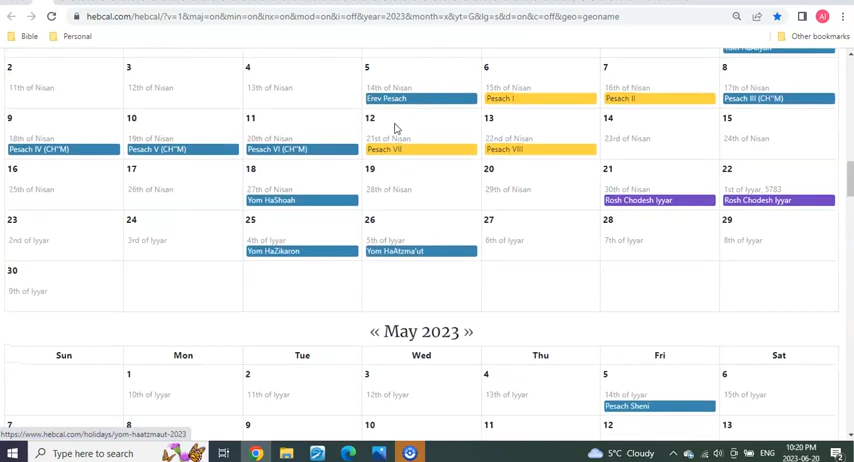 hebcal.com/hebcal/?v=1&maj=on&min=on&nx=on&mod=on&i=off&year=2023&month=x&yt=G&lg=s&d=on&c=off&geo=geoname
AI
Bible Personal Other bookmarks
2 3 4 5 6 7 8
11th of Nisan 12th of Nisan 13th of Nisan 14th of Nisan 15th of Nisan 16th of Nisan 17th of Nisan
Erev Pesach Pesach I Pesach II Pesach III (CH"M)
9 10 11 12 13 14 15
18th of Nisan 19th of Nisan 20th of Nisan 21st of Nisan 22nd of Nisan 23rd of Nisan 24th of Nisan
Pesach IV (CH"M) Pesach V (CH"M) Pesach VI (CH"M) Pesach VII Pesach VIII
16 17 18 19 20 21 22
25th of Nisan 26th of Nisan 27th of Nisan 28th of Nisan 29th of Nisan 30th of Nisan 1st of Iyyar, 5783
Yom HaShoah Rosh Chodesh Iyyar Rosh Chodesh Iyyar
23 24 25 26 27 28 29
2nd of Iyyar 3rd of Iyyar 4th of Iyyar 5th of Iyyar 6th of Iyyar 7th of Iyyar 8th of Iyyar
Yom HaZikaron Yom HaAtzma'ut
30
9th of Iyyar
« May 2023 »
Sun Mon Tue Wed Thu Fri Sat
1 2 3 4 5 6
10th of Iyyar 11th of Iyyar 12th of Iyyar 13th of Iyyar 14th of Iyyar 15th of Iyyar
Pesach Sheni
7 8 9 10 11 12 13
https://www.hebcal.com/holidays/yom-haatzmaut-2023
Type here to search 5°C Cloudy ENG 10:20 PM
2023-06-20
2